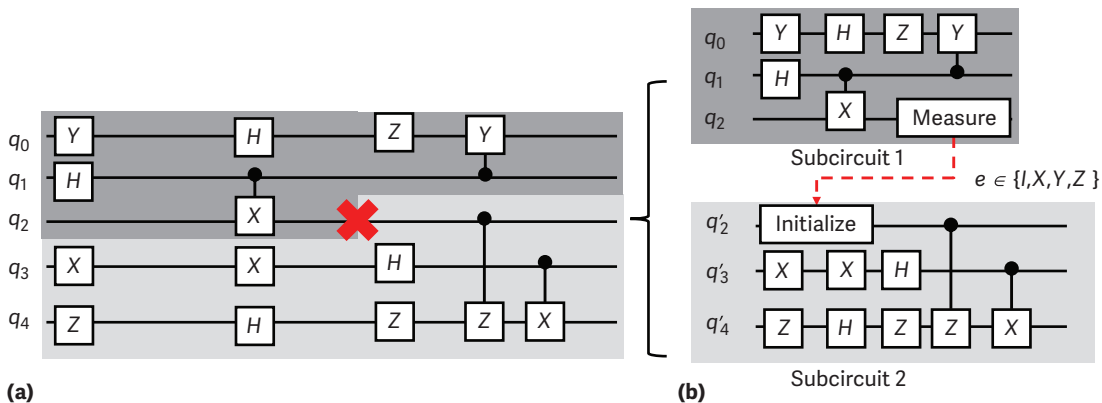 q0 Y H Z Y
q1 H
q2 X
q3 X X H
q4 Z H Z Z X
(a)
q0 Y H Z Y
q1 H
X
q2 Measure
Subcircuit 1
e ∈ {I,X,Y,Z }
q′2 Initialize
q′3 X X H
q′4 Z H Z Z X
Subcircuit 2
(b)